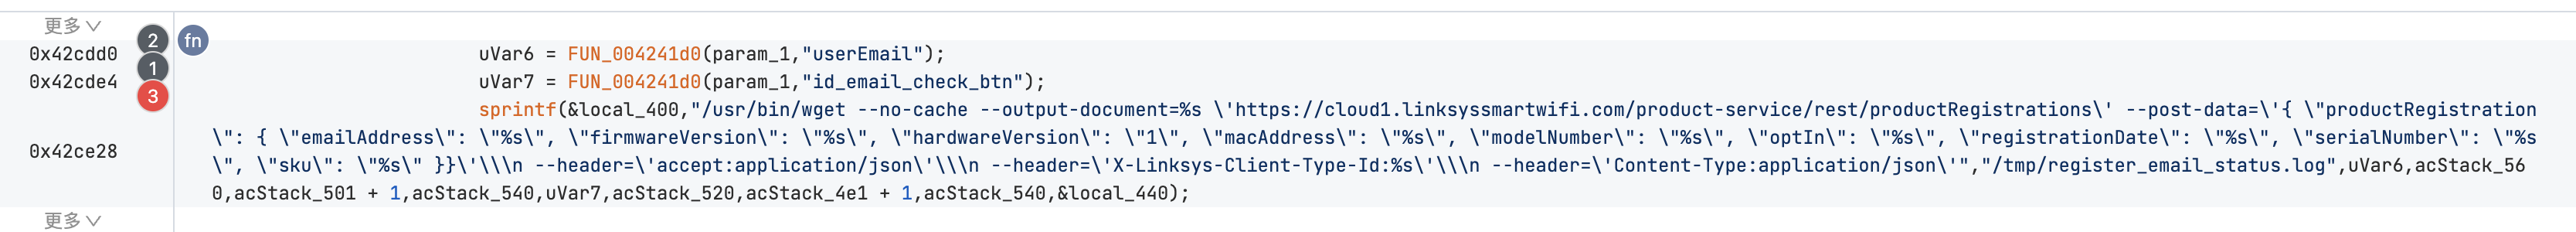 更多
0x42cdd0 2 fn uVar6 = FUN_004241d0(param_1,"userEmail");
0x42cde4 1 uVar7 = FUN_004241d0(param_1,"id_email_check_btn");
3 sprintf(&local_400,"/usr/bin/wget --no-cache --output-document=%s \'https://cloud1.linksyssmartwifi.com/product-service/rest/productRegistrations\' --post-data=\'{ \"productRegistration
\": { \"emailAddress\": \"%s\", \"firmwareVersion\": \"%s\", \"hardwareVersion\": \"1\", \"macAddress\": \"%s\", \"modelNumber\": \"%s\", \"optIn\": \"%s\", \"registrationDate\": \"%s\", \"serialNumber\": \"%s
0x42ce28 \", \"sku\": \"%s\" }}\'\\\n --header=\'accept:application/json\'\\\n --header=\'X-Linksys-Client-Type-Id:%s\'\\\n --header=\'Content-Type:application/json\'","/tmp/register_email_status.log",uVar6,acStack_56
0,acStack_501 + 1,acStack_540,uVar7,acStack_520,acStack_4e1 + 1,acStack_540,&local_440);
更多